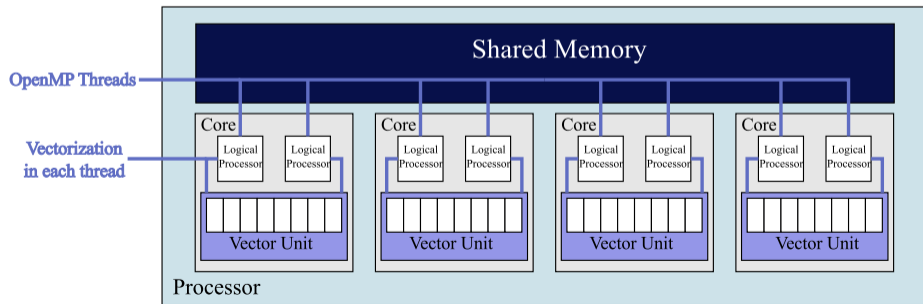 Shared Memory
OpenMP Threads
Core
Core
Core
Core
Logical
Processor
Logical
Processor
Logical
Processor
Logical
Processor
Logical
Processor
Logical
Processor
Logical
Processor
Logical
Processor
Vectorization
in each thread
Vector Unit
Vector Unit
Vector Unit
Vector Unit
Processor